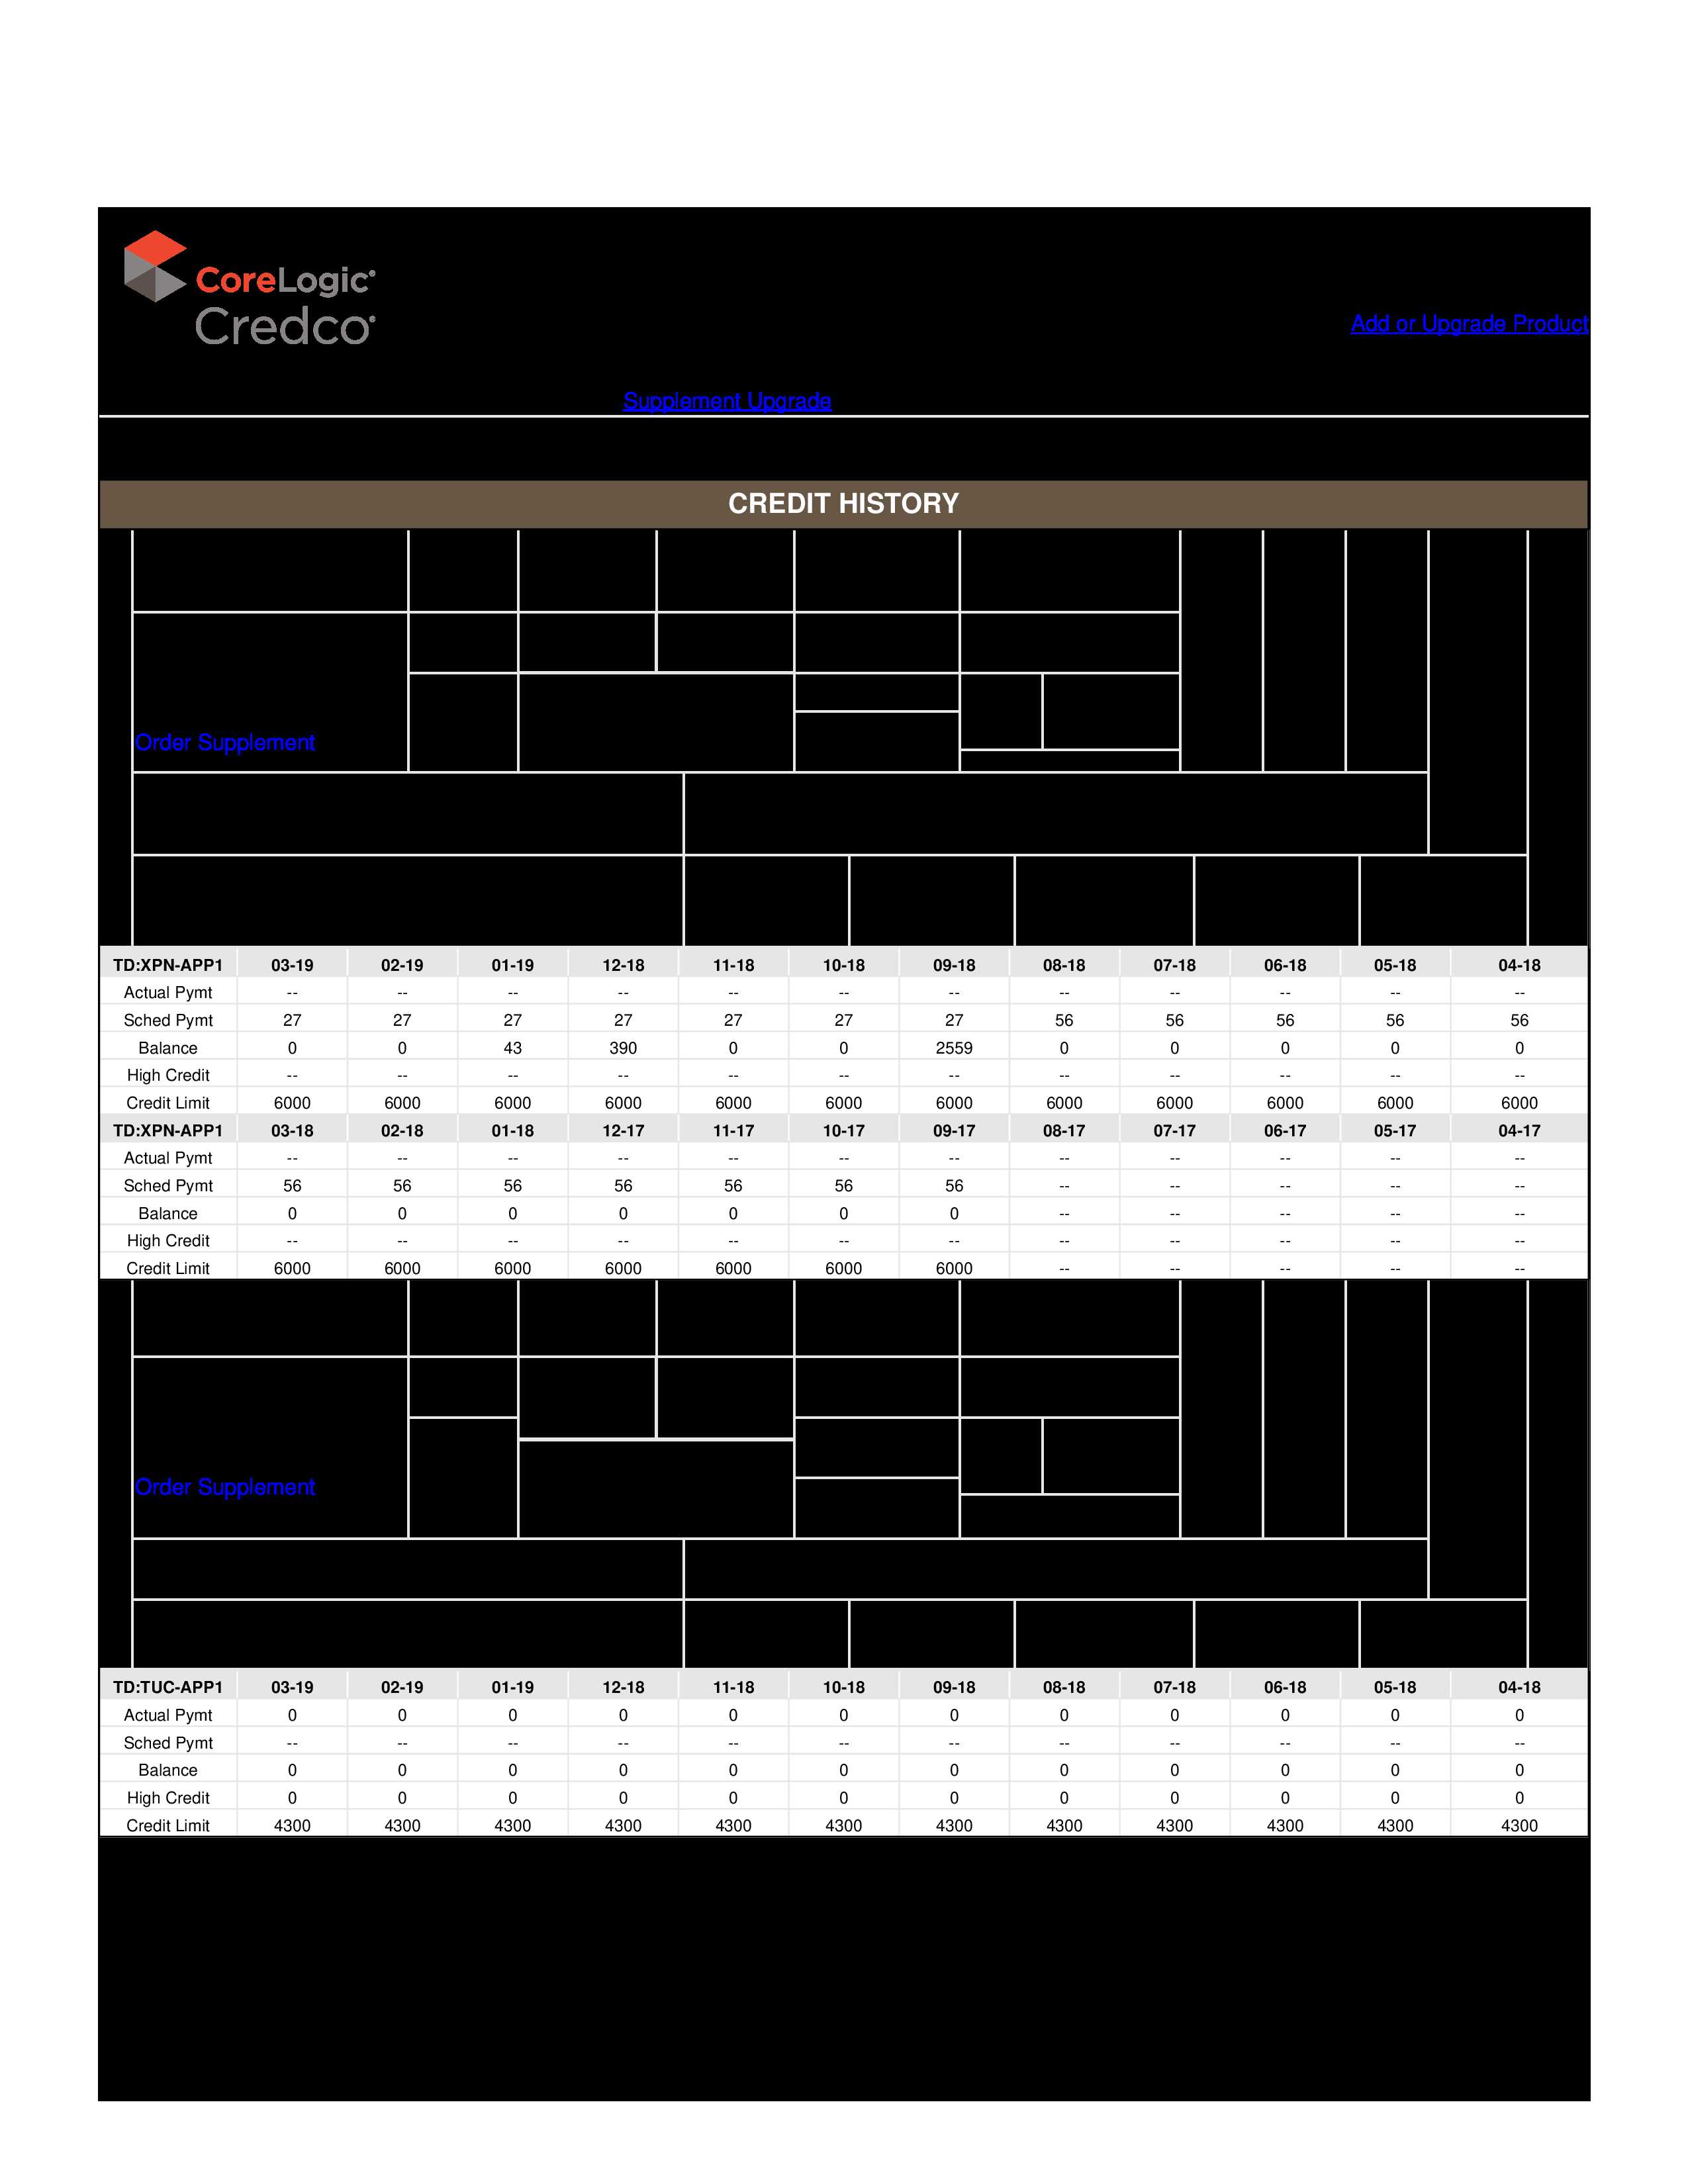 CoreLogic
Credco
Add or Upgrade Product
Supplement Upgrade
CREDIT HISTORY
Order Supplement
TD:XPN-APP1 03-19 02-19 01-19 12-18 11-18 10-18 09-18 08-18 07-18 06-18 05-18 04-18
Actual Pymt -- -- -- -- -- -- -- -- -- -- -- --
Sched Pymt 27 27 27 27 27 27 27 56 56 56 56 56
Balance 0 0 43 390 0 0 2559 0 0 0 0 0
High Credit -- -- -- -- -- -- -- -- -- -- -- --
Credit Limit 6000 6000 6000 6000 6000 6000 6000 6000 6000 6000 6000 6000
TD:XPN-APP1 03-18 02-18 01-18 12-17 11-17 10-17 09-17 08-17 07-17 06-17 05-17 04-17
Actual Pymt -- -- -- -- -- -- -- -- -- -- -- --
Sched Pymt 56 56 56 56 56 56 56 -- -- -- -- --
Balance 0 0 0 0 0 0 0 -- -- -- -- --
High Credit -- -- -- -- -- -- -- -- -- -- -- --
Credit Limit 6000 6000 6000 6000 6000 6000 6000 -- -- -- -- --
Order Supplement
TD:TUC-APP1 03-19 02-19 01-19 12-18 11-18 10-18 09-18 08-18 07-18 06-18 05-18 04-18
Actual Pymt 0 0 0 0 0 0 0 0 0 0 0 0
Sched Pymt -- -- -- -- -- -- -- -- -- -- -- --
Balance 0 0 0 0 0 0 0 0 0 0 0 0
High Credit 0 0 0 0 0 0 0 0 0 0 0 0
Credit Limit 4300 4300 4300 4300 4300 4300 4300 4300 4300 4300 4300 4300